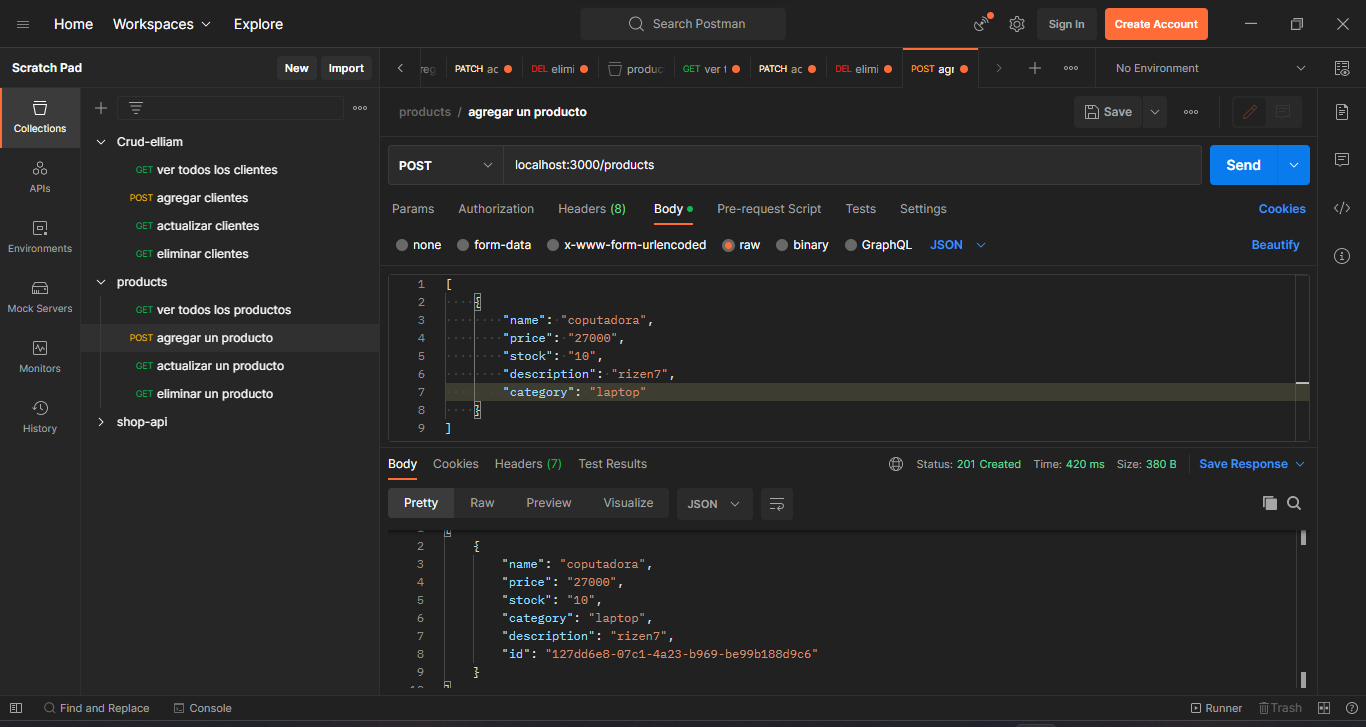 Home Workspaces Explore Search Postman Sign In Create Account
Scratch Pad New Import
reg PATCH ac DEL elimi produc GET ver t PATCH ac DEL elimi POST agr No Environment
Collections
APIs
Environments
Mock Servers
Monitors
History
Crud-elliam
GET ver todos los clientes
POST agregar clientes
GET actualizar clientes
GET eliminar clientes
products
GET ver todos los productos
POST agregar un producto
GET actualizar un producto
GET eliminar un producto
shop-api
products / agregar un producto Save
POST localhost:3000/products Send
Params Authorization Headers (8) Body Pre-request Script Tests Settings Cookies
none form-data x-www-form-urlencoded raw binary GraphQL JSON Beautify
1 [
2 {
3 "name": "coputadora",
4 "price": "27000",
5 "stock": "10",
6 "description": "rizen7",
7 "category": "laptop"
8 }
9 ]
Body Cookies Headers (7) Test Results Status: 201 Created Time: 420 ms Size: 380 B Save Response
Pretty Raw Preview Visualize JSON
2 {
3 "name": "coputadora",
4 "price": "27000",
5 "stock": "10",
6 "category": "laptop",
7 "description": "rizen7",
8 "id": "127dd6e8-07c1-4a23-b969-be99b188d9c6"
9 }
Find and Replace Console Runner Trash